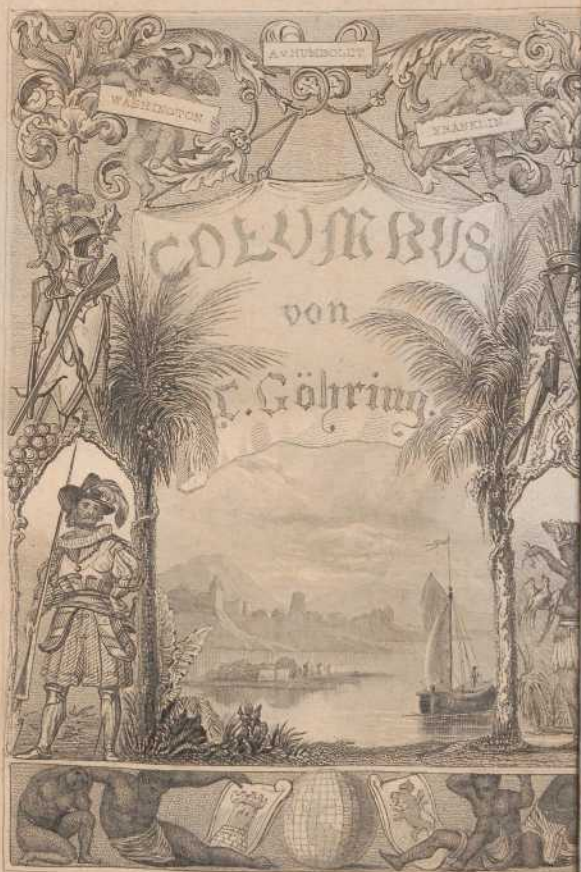 A.v.HUMBOLDT.
WASHINGTON
FRANKLIN.
COLUMBUS
von
C. Göhring.